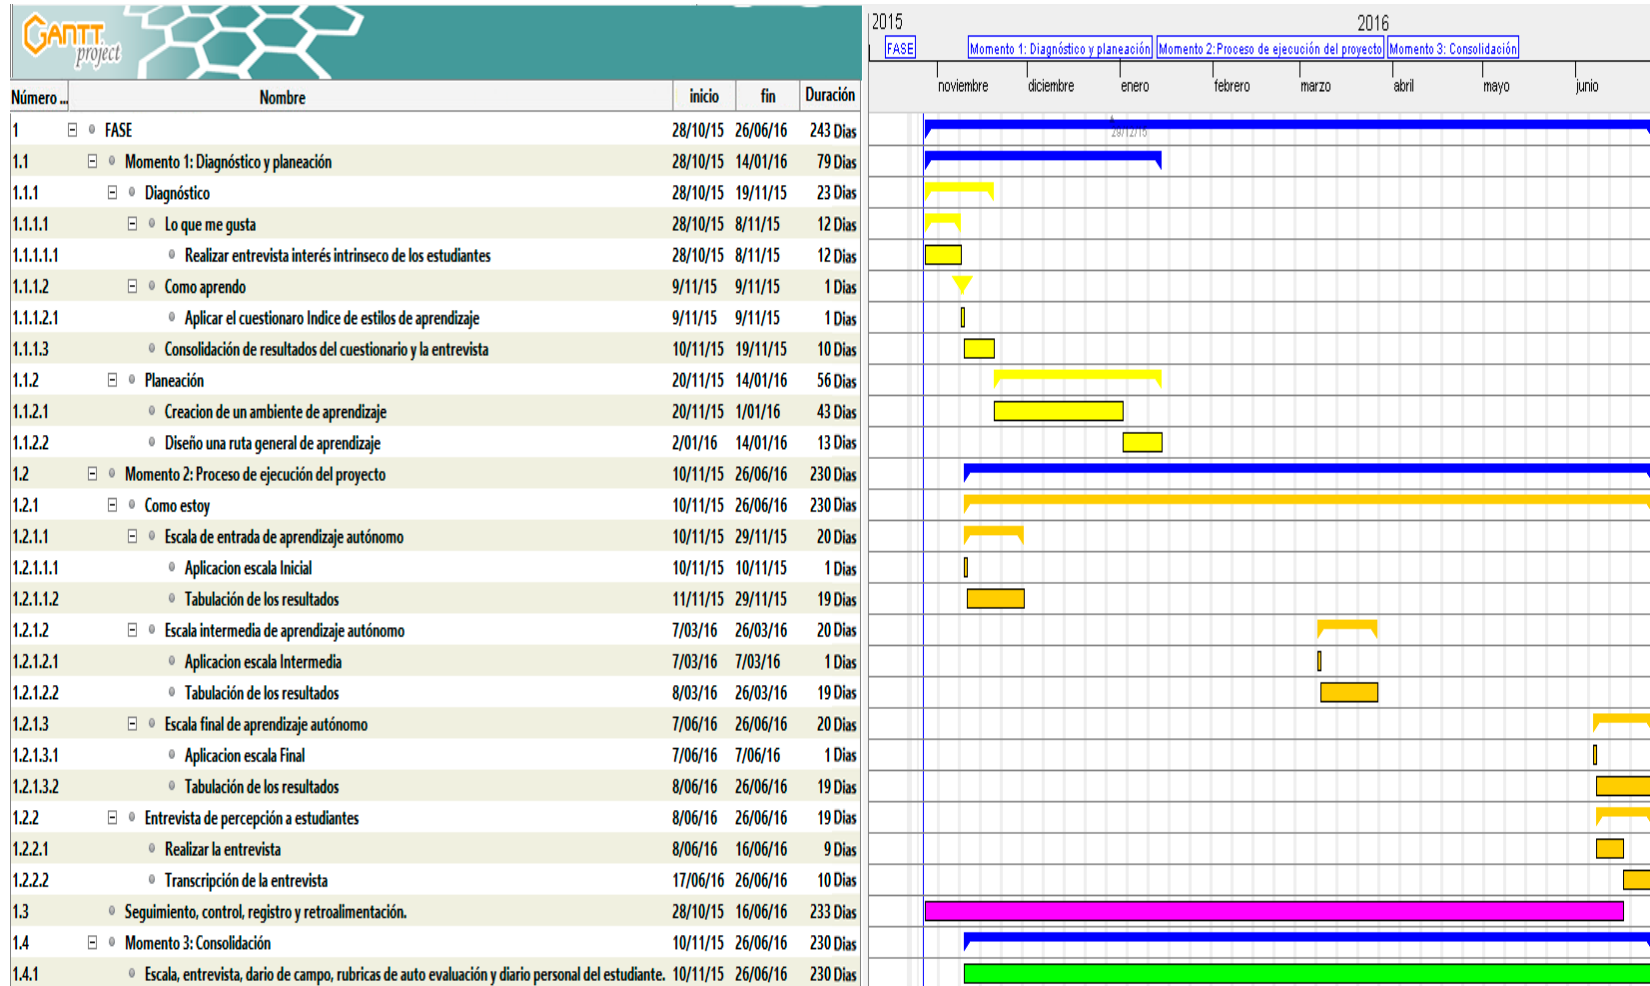 GANTT
project
2015
2016
FASE
Momento 1: Diagnóstico y planeación
Momento 2: Proceso de ejecución del proyecto
Momento 3: Consolidación
noviembre diciembre enero febrero marzo abril mayo junio
Número ... Nombre inicio fin Duración
29/12/15
1 FASE 28/10/15 26/06/16 243 Dias
1.1 Momento 1: Diagnóstico y planeación 28/10/15 14/01/16 79 Dias
1.1.1 Diagnóstico 28/10/15 19/11/15 23 Dias
1.1.1.1 Lo que me gusta 28/10/15 8/11/15 12 Dias
1.1.1.1.1 Realizar entrevista interés intrinseco de los estudiantes 28/10/15 8/11/15 12 Dias
1.1.1.2 Como aprendo 9/11/15 9/11/15 1 Dias
1.1.1.2.1 Aplicar el cuestionaro Indice de estilos de aprendizaje 9/11/15 9/11/15 1 Dias
1.1.1.3 Consolidación de resultados del cuestionario y la entrevista 10/11/15 19/11/15 10 Dias
1.1.2 Planeación 20/11/15 14/01/16 56 Dias
1.1.2.1 Creacion de un ambiente de aprendizaje 20/11/15 1/01/16 43 Dias
1.1.2.2 Diseño una ruta general de aprendizaje 2/01/16 14/01/16 13 Dias
1.2 Momento 2: Proceso de ejecución del proyecto 10/11/15 26/06/16 230 Dias
1.2.1 Como estoy 10/11/15 26/06/16 230 Dias
1.2.1.1 Escala de entrada de aprendizaje autónomo 10/11/15 29/11/15 20 Dias
1.2.1.1.1 Aplicacion escala Inicial 10/11/15 10/11/15 1 Dias
1.2.1.1.2 Tabulación de los resultados 11/11/15 29/11/15 19 Dias
1.2.1.2 Escala intermedia de aprendizaje autónomo 7/03/16 26/03/16 20 Dias
1.2.1.2.1 Aplicacion escala Intermedia 7/03/16 7/03/16 1 Dias
1.2.1.2.2 Tabulación de los resultados 8/03/16 26/03/16 19 Dias
1.2.1.3 Escala final de aprendizaje autónomo 7/06/16 26/06/16 20 Dias
1.2.1.3.1 Aplicacion escala Final 7/06/16 7/06/16 1 Dias
1.2.1.3.2 Tabulación de los resultados 8/06/16 26/06/16 19 Dias
1.2.2 Entrevista de percepción a estudiantes 8/06/16 26/06/16 19 Dias
1.2.2.1 Realizar la entrevista 8/06/16 16/06/16 9 Dias
1.2.2.2 Transcripción de la entrevista 17/06/16 26/06/16 10 Dias
1.3 Seguimiento, control, registro y retroalimentación. 28/10/15 16/06/16 233 Dias
1.4 Momento 3: Consolidación 10/11/15 26/06/16 230 Dias
1.4.1 Escala, entrevista, dario de campo, rubricas de auto evaluación y diario personal del estudiante. 10/11/15 26/06/16 230 Dias